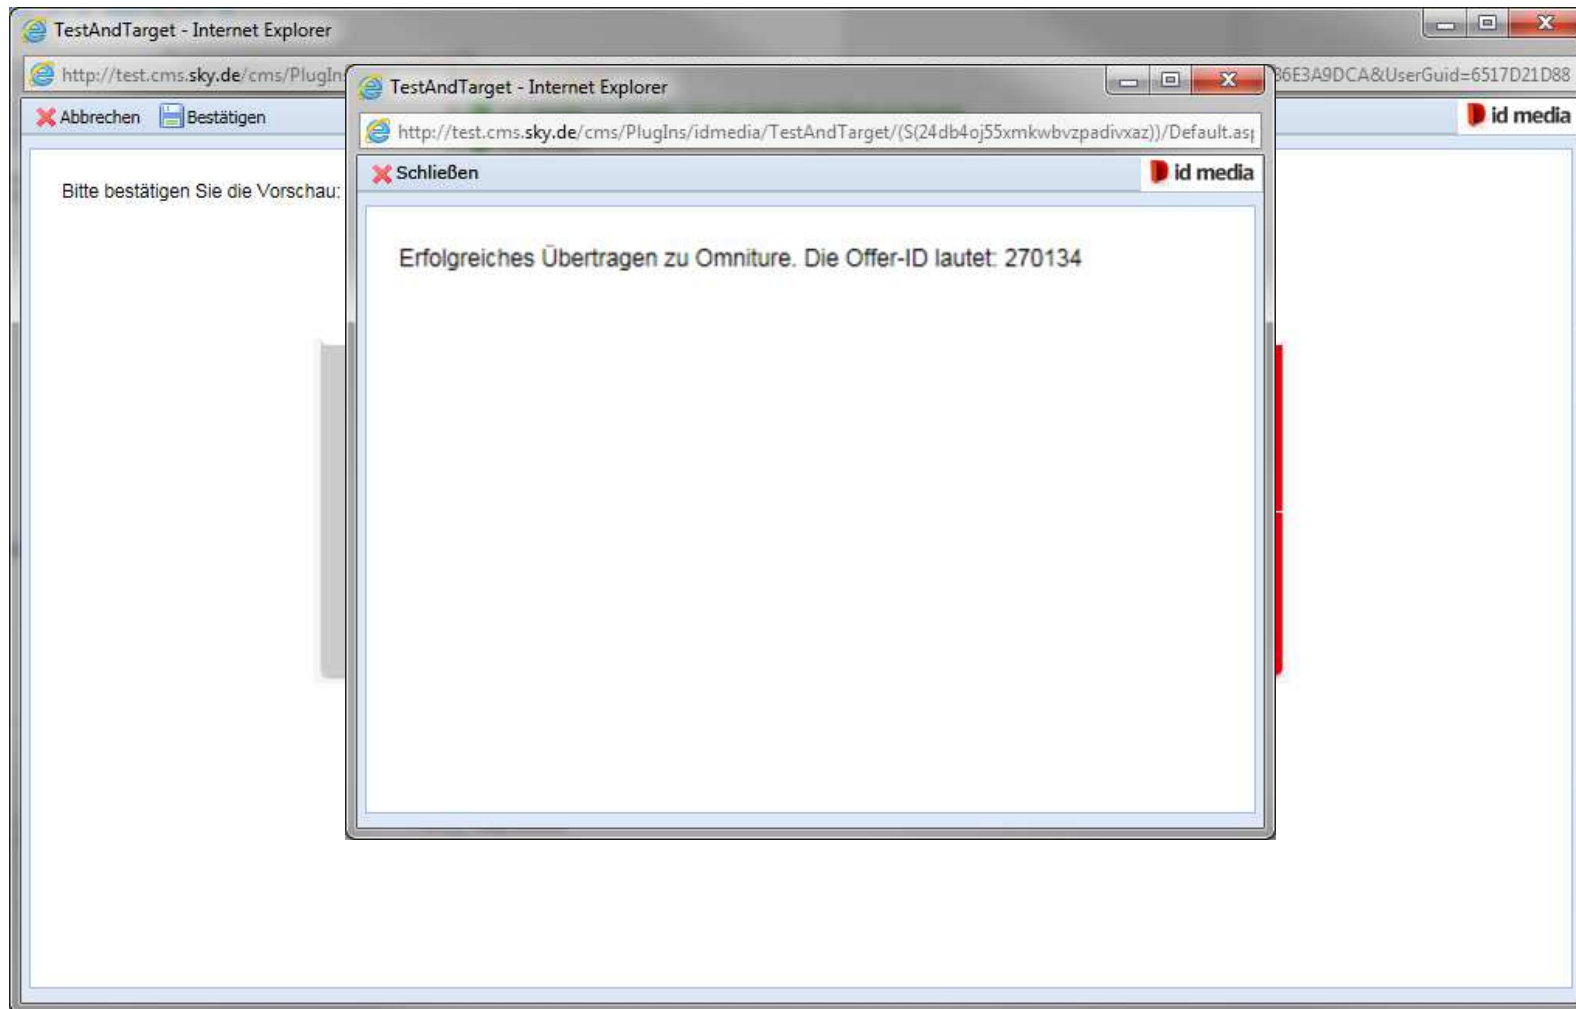 TestAndTarget - Internet Explorer
http://test.cms.sky.de/cms/PlugIn
36E3A9DCA&UserGuid=6517D21D88
Abbrechen Bestätigen
id media
Bitte bestätigen Sie die Vorschau:
TestAndTarget - Internet Explorer
http://test.cms.sky.de/cms/PlugIns/idmedia/TestAndTarget/(S(24db4oj55xmkwbvzpadivxaz))/Default.asp
Schließen
id media
Erfolgreiches Übertragen zu Omniture. Die Offer-ID lautet: 270134